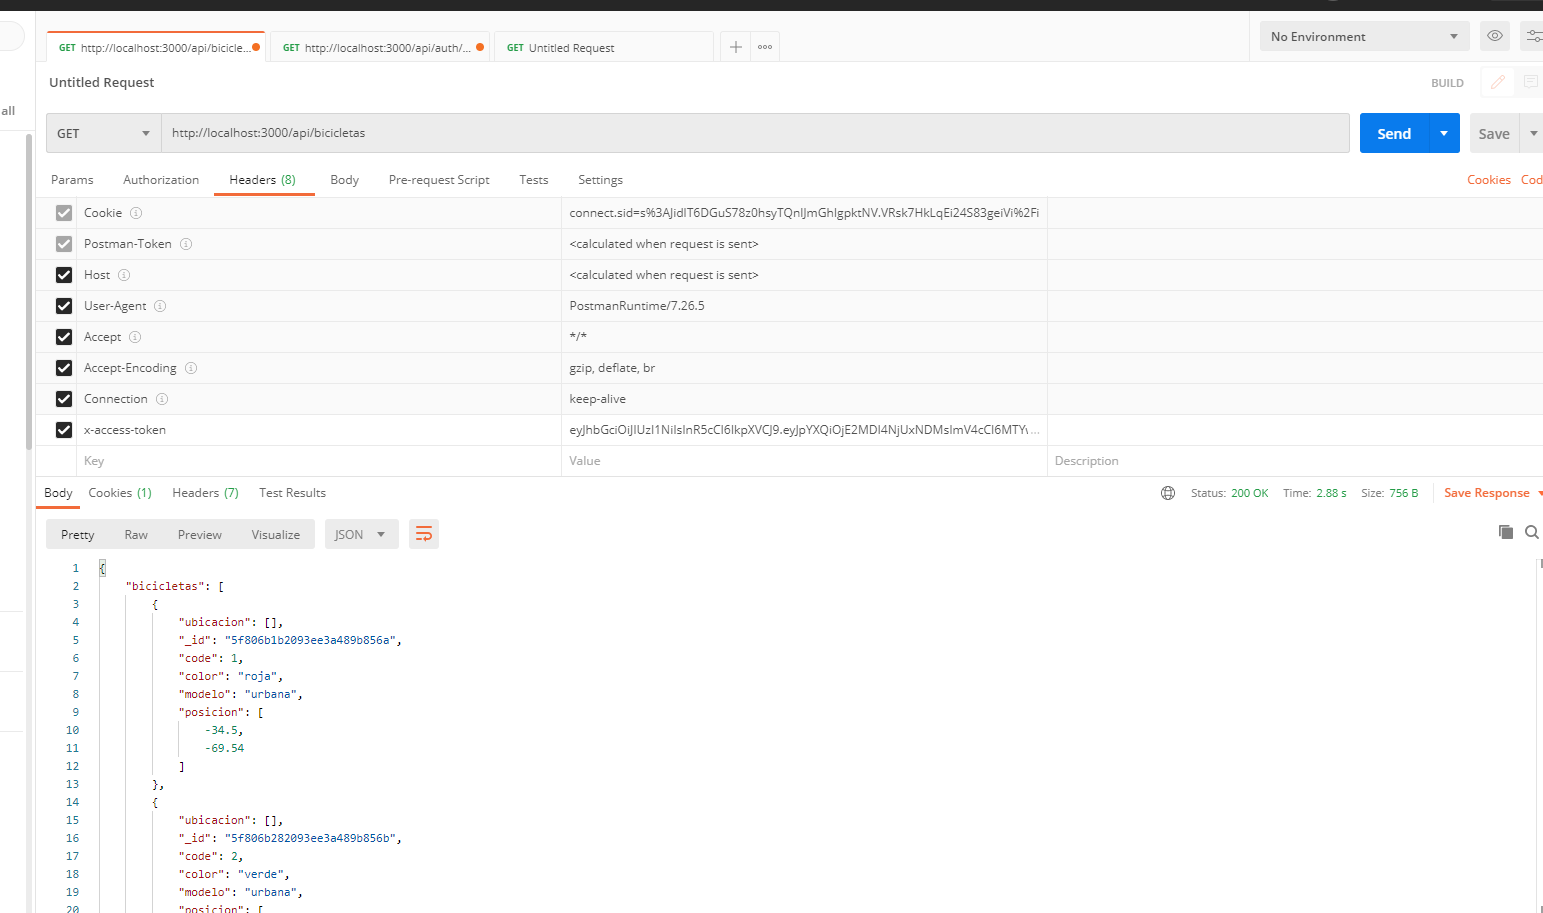 GET http://localhost:3000/api/bicicle... GET http://localhost:3000/api/auth/... GET Untitled Request No Environment
Untitled Request BUILD
all
GET http://localhost:3000/api/bicicletas Send Save
Params Authorization Headers (8) Body Pre-request Script Tests Settings Cookies Cod
Cookie
Postman-Token <calculated when request is sent>
Host <calculated when request is sent>
User-Agent PostmanRuntime/7.26.5
Accept */*
Accept-Encoding gzip, deflate, br
Connection keep-alive
x-access-token
Key Value Description
Body Cookies (1) Headers (7) Test Results Status: 200 OK Time: 2.88 s Size: 756 B Save Response
Pretty Raw Preview Visualize JSON
1 {
2 "bicicletas": [
3 {
4 "ubicacion": [],
5 "_id": "5f806b1b2093ee3a489b856a",
6 "code": 1,
7 "color": "roja",
8 "modelo": "urbana",
9 "posicion": [
10 -34.5,
11 -69.54
12 ]
13 },
14 {
15 "ubicacion": [],
16 "_id": "5f806b282093ee3a489b856b",
17 "code": 2,
18 "color": "verde",
19 "modelo": "urbana",
20 "posicion": [